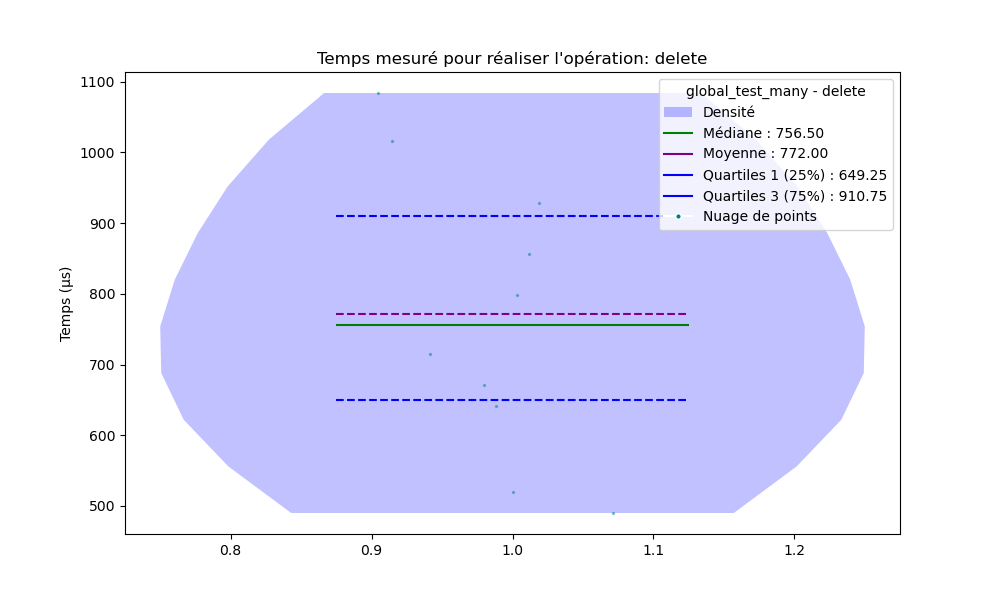 Temps mesuré pour réaliser l'opération: delete
global_test_many - delete
Densité
Médiane : 756.50
Moyenne : 772.00
Quartiles 1 (25%) : 649.25
Quartiles 3 (75%) : 910.75
Nuage de points
Temps (µs)
1100
1000
900
800
700
600
500
0.8 0.9 1.0 1.1 1.2